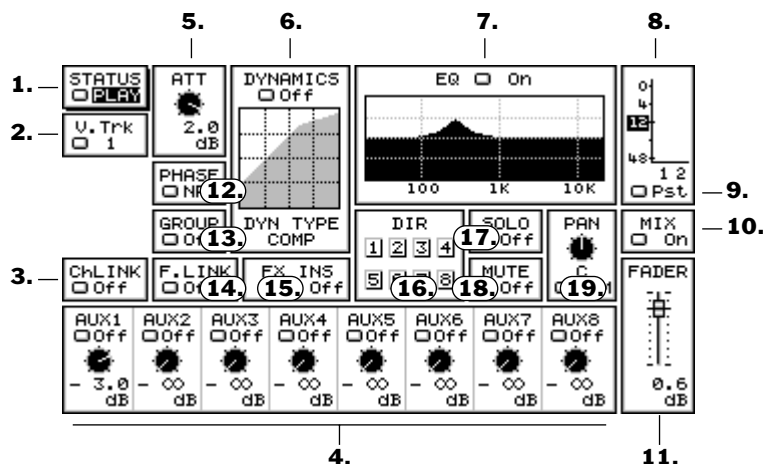 5. 6. 7. 8.
1. STATUS PLAY
ATT 2.0 dB
DYNAMICS Off
EQ On
0 4 12 48
1 2
2. V.Trk 1
100 1K 10K
Pst 9.
PHASE 12.
GROUP 13.
DYN TYPE COMP
DIR
1 2 3 4
SOLO 17. Off
PAN C
MIX On 10.
3. ChLINK Off
F.LINK 14.
FX INS 15. Off
5 16. 8
MUTE 18. Off
19.
FADER
AUX1 AUX2 AUX3 AUX4 AUX5 AUX6 AUX7 AUX8
Off Off Off Off Off Off Off Off
- 3.0 - ∞ - ∞ - ∞ - ∞ - ∞ - ∞ - ∞
dB dB dB dB dB dB dB dB
0.6 dB
4. 11.